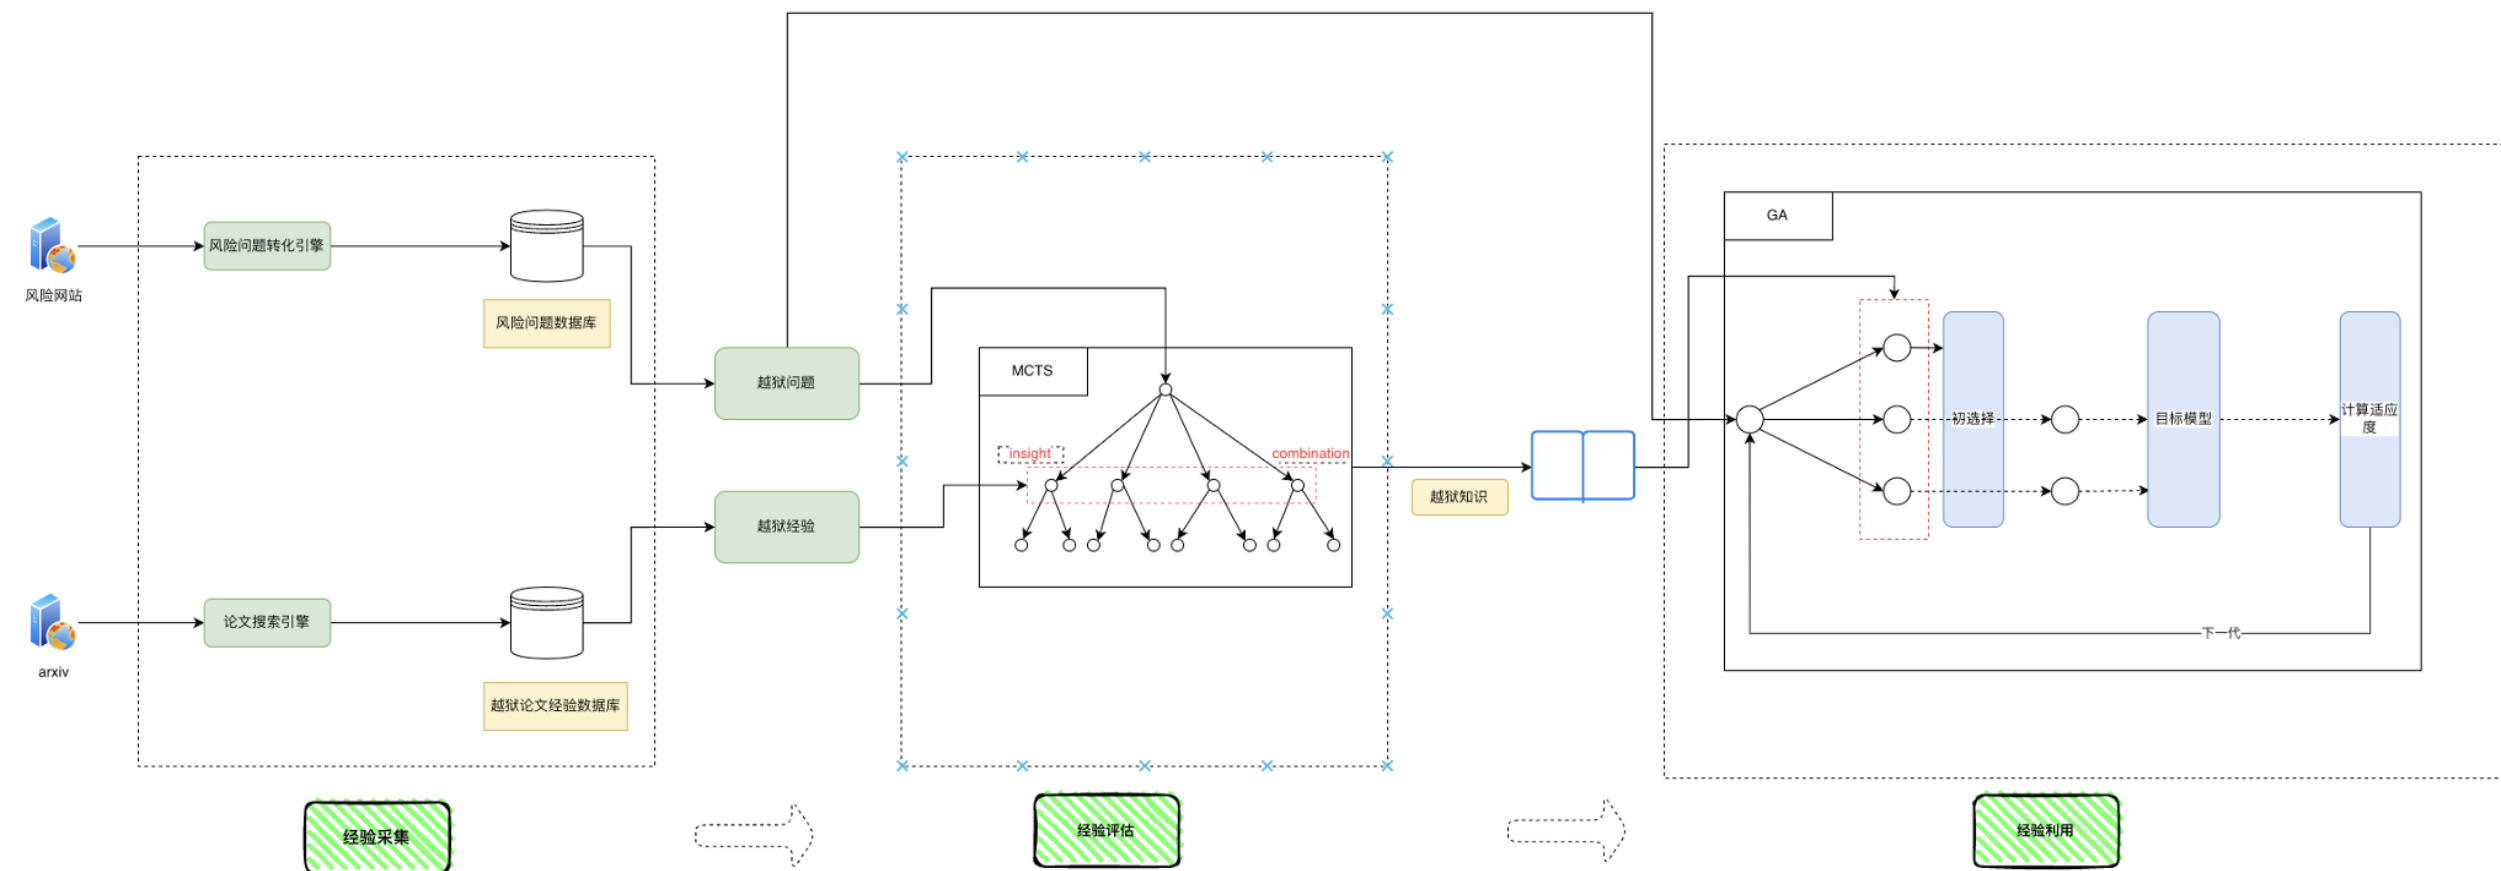 风险网站
风险问题转化引擎
风险问题数据库
arxiv
论文搜索引擎
越狱论文经验数据库
越狱问题
越狱经验
MCTS
insight
combination
越狱知识
GA
初选择
目标模型
计算适应
度
下一代
经验采集
经验评估
经验利用